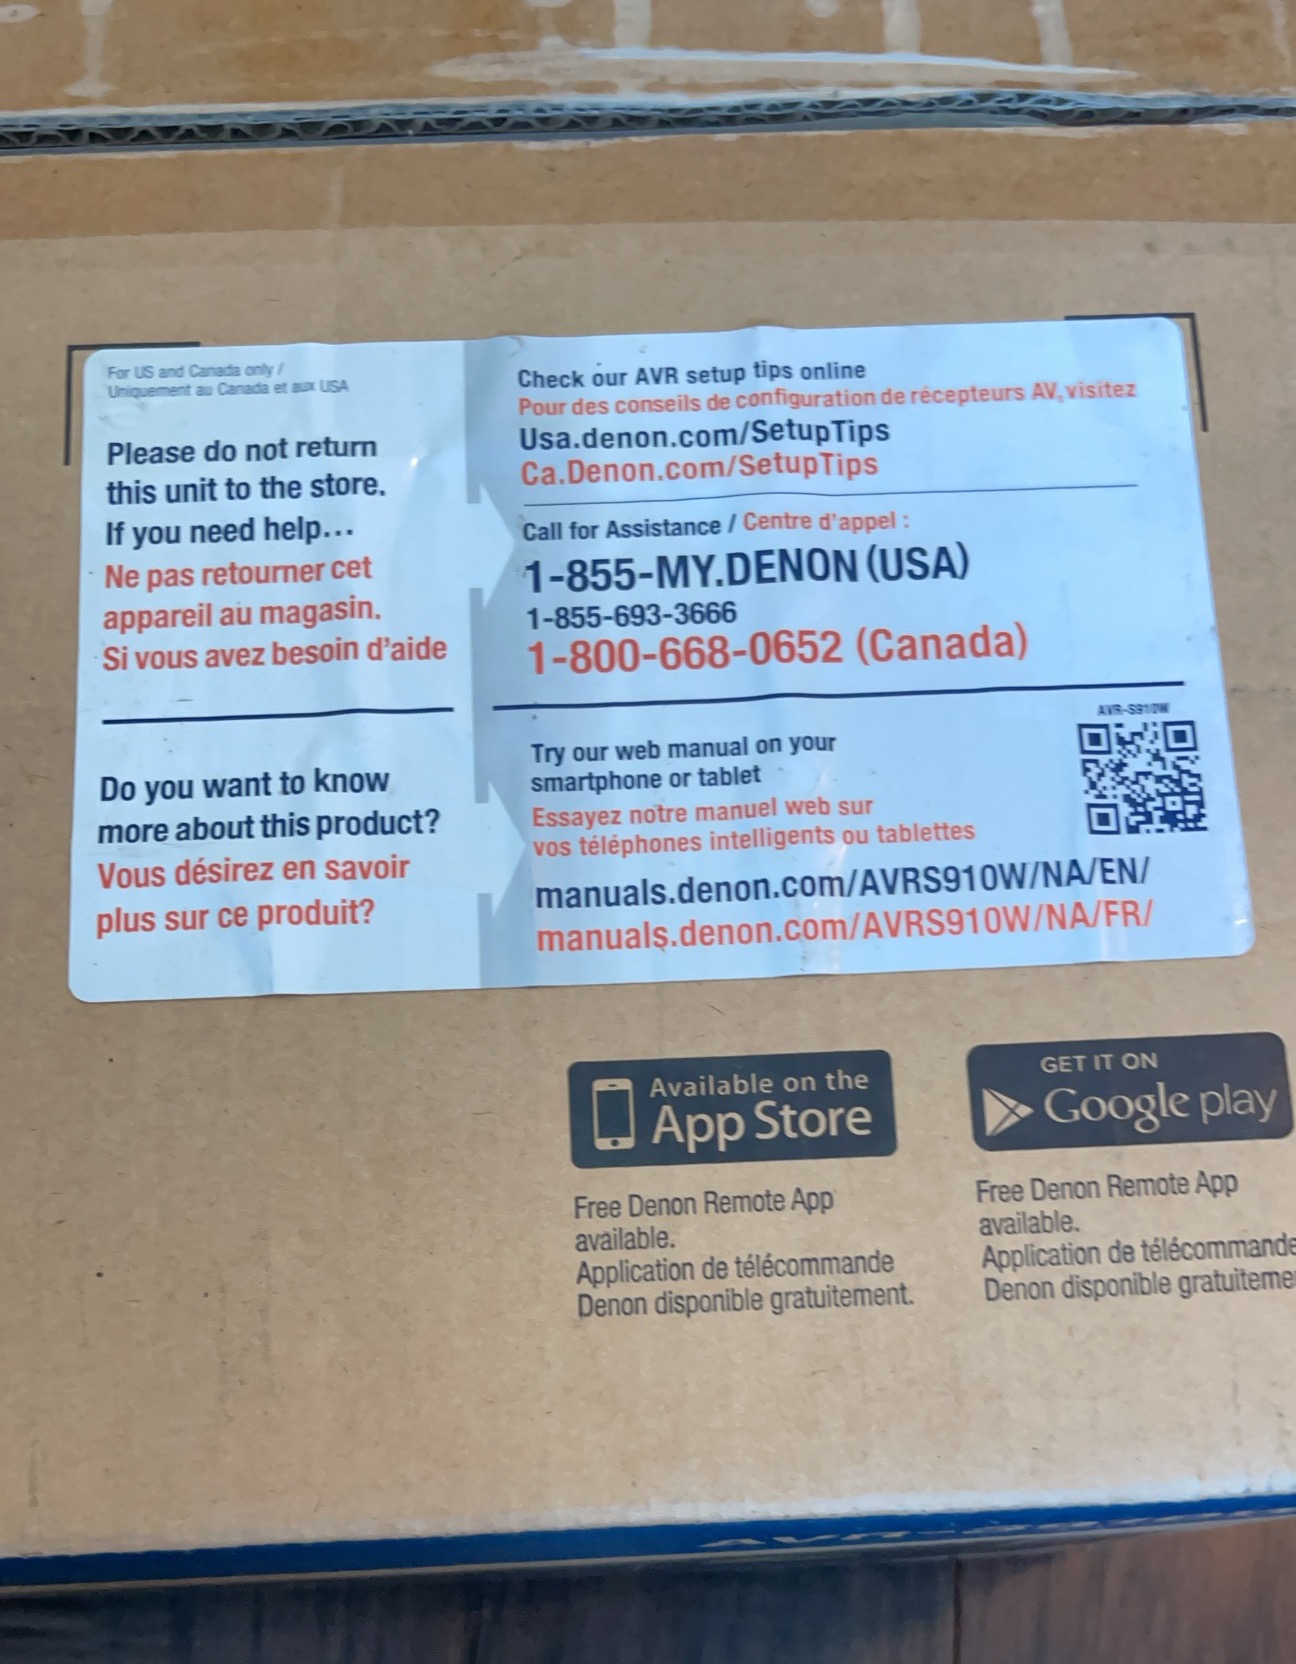 For US and Canada only /
Uniquement au Canada et aux USA
Please do not return
this unit to the store.
If you need help...
Ne pas retourner cet
appareil au magasin.
Si vous avez besoin d'aide
Check our AVR setup tips online
Pour des conseils de configuration de récepteurs AV, visitez
Usa.denon.com/SetupTips
Ca.Denon.com/SetupTips
Call for Assistance / Centre d'appel :
1-855-MY.DENON (USA)
1-855-693-3666
1-800-668-0652 (Canada)
Do you want to know
more about this product?
Vous désirez en savoir
plus sur ce produit?
AVR-S910W
Try our web manual on your
smartphone or tablet
Essayez notre manuel web sur
vos téléphones intelligents ou tablettes
manuals.denon.com/AVRS910W/NA/EN/
manuals.denon.com/AVRS910W/NA/FR/
Available on the
App Store
Free Denon Remote App
available.
Application de télécommande
Denon disponible gratuitement.
GET IT ON
Google play
Free Denon Remote App
available.
Application de télécommande
Denon disponible gratuiteme